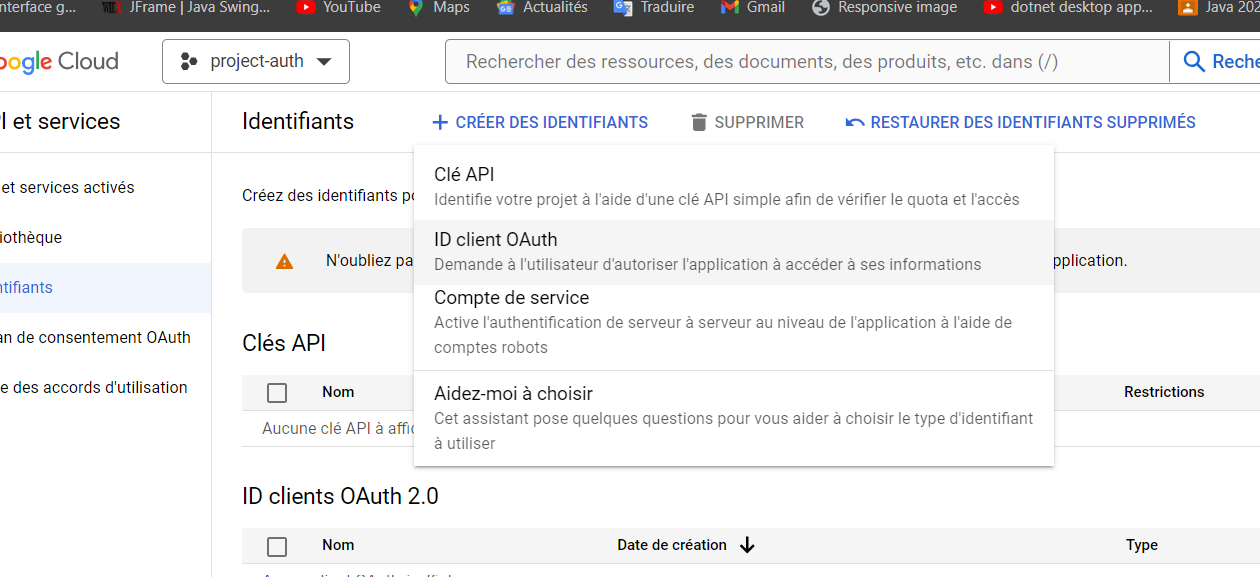 nterface g... JFrame | Java Swing... YouTube Maps Actualités Traduire Gmail Responsive image dotnet desktop app... Java 202
oogle Cloud project-auth Rechercher des ressources, des documents, des produits, etc. dans (/) Reche
I et services Identifiants + CRÉER DES IDENTIFIANTS SUPPRIMER RESTAURER DES IDENTIFIANTS SUPPRIMÉS
Clé API
et services activés
Créez des identifiants po
Identifie votre projet à l'aide d'une clé API simple afin de vérifier le quota et l'accès
iothèque
ID client OAuth
N'oubliez pa
Demande à l'utilisateur d'autoriser l'application à accéder à ses informations
pplication.
ntifiants
Compte de service
Active l'authentification de serveur à serveur au niveau de l'application à l'aide de
comptes robots
an de consentement OAuth
Clés API
e des accords d'utilisation
Nom
Aidez-moi à choisir
Restrictions
Aucune clé API à affic
Cet assistant pose quelques questions pour vous aider à choisir le type d'identifiant
à utiliser
ID clients OAuth 2.0
Nom Date de création Type